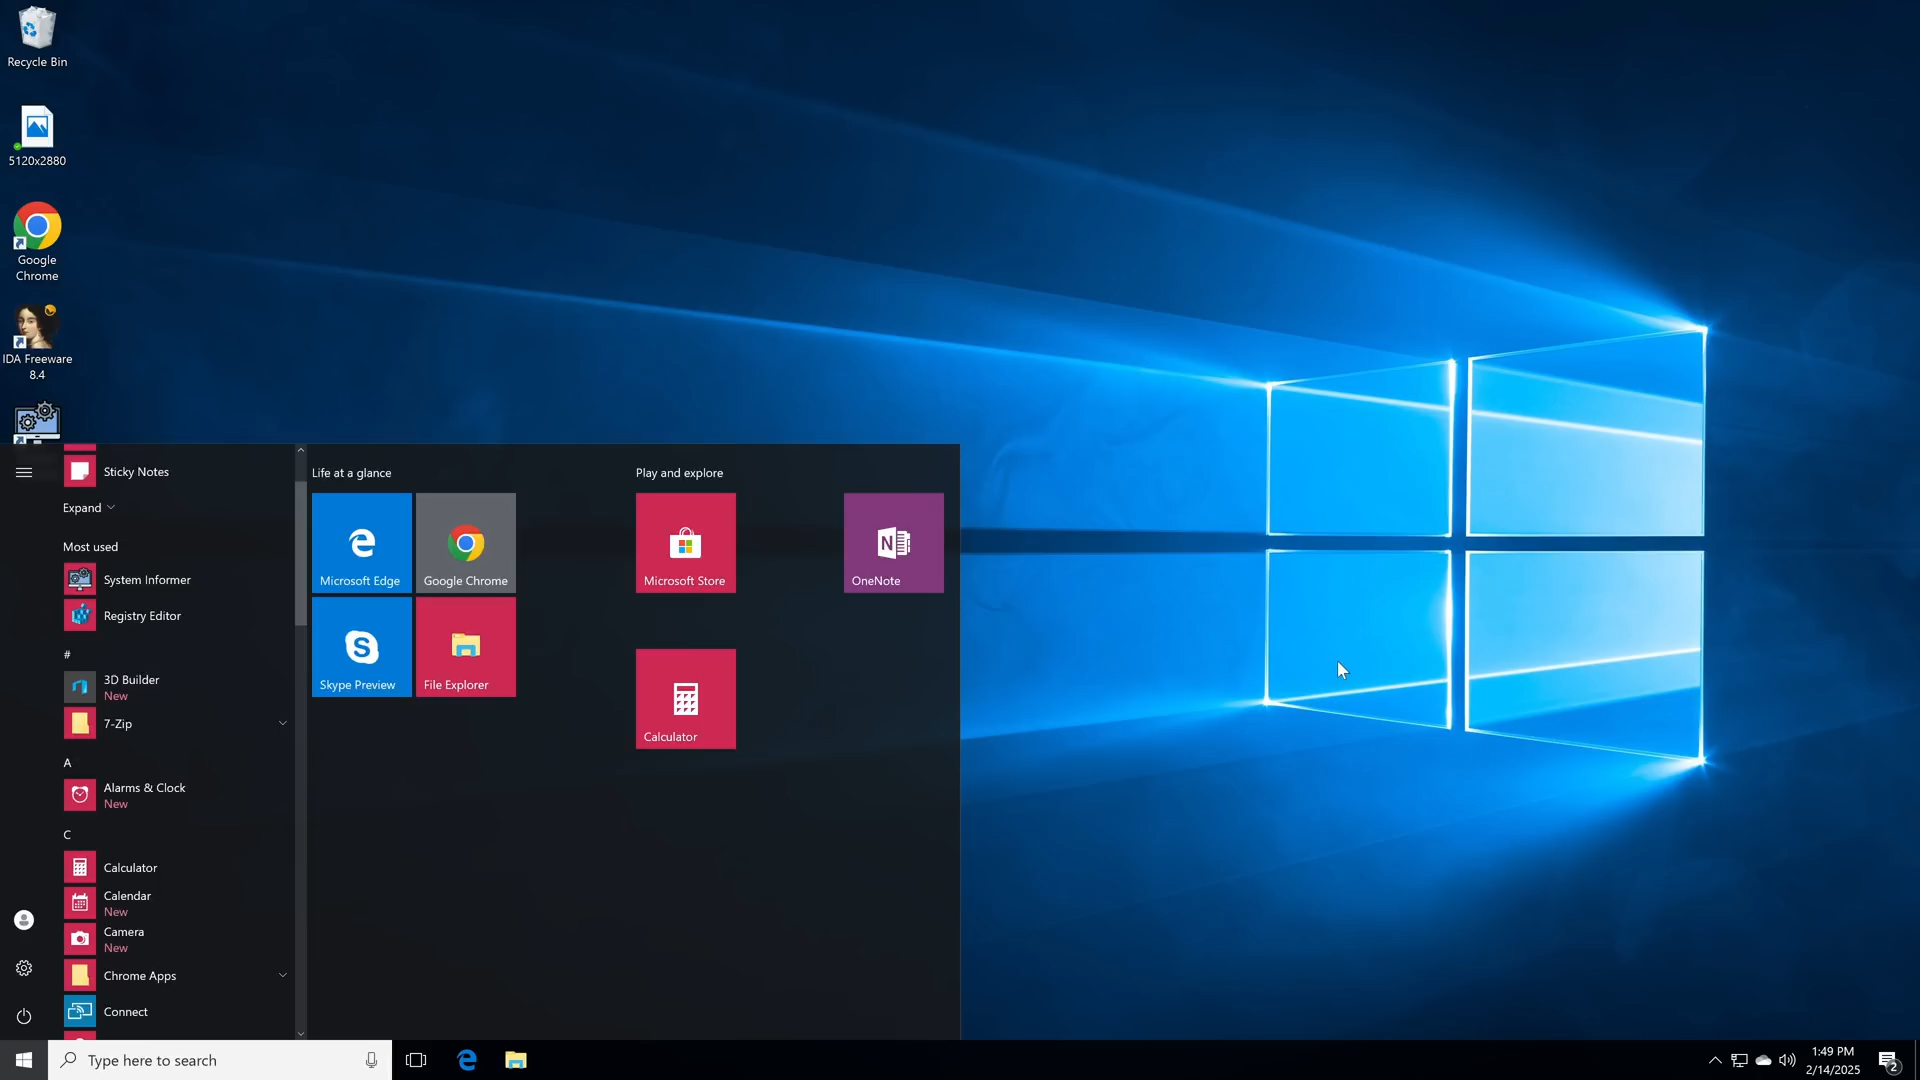 Recycle Bin
5120x2880
Google
Chrome
IDA Freeware
8.4
Sticky Notes
Expand
Most used
System Informer
Registry Editor
#
3D Builder
New
7-Zip
A
Alarms & Clock
New
C
Calculator
Calendar
New
Camera
New
Chrome Apps
Connect
Life at a glance
Microsoft Edge
Google Chrome
Skype Preview
File Explorer
Play and explore
Microsoft Store
OneNote
Calculator
Type here to search
1:49 PM
2/14/2025
2